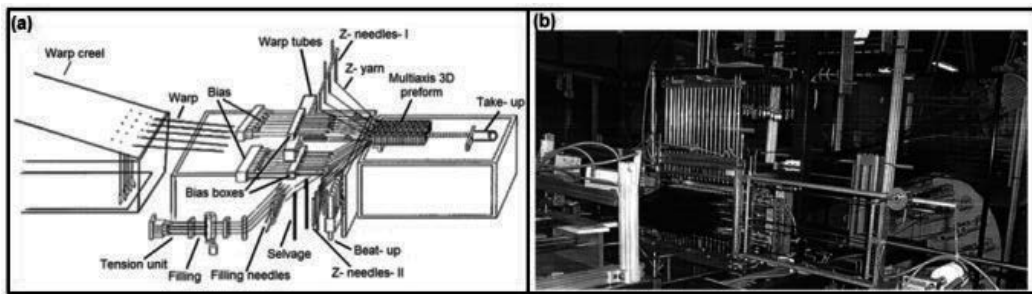 (a)
Warp creel
Warp
Bias
Warp tubes
Z- needles- I
Z- yarn
Multiaxis 3D
preform
Take- up
Bias boxes
Tension unit
Filling
Filling needles
Selvage
Z- needles- II
Beat- up
(b)